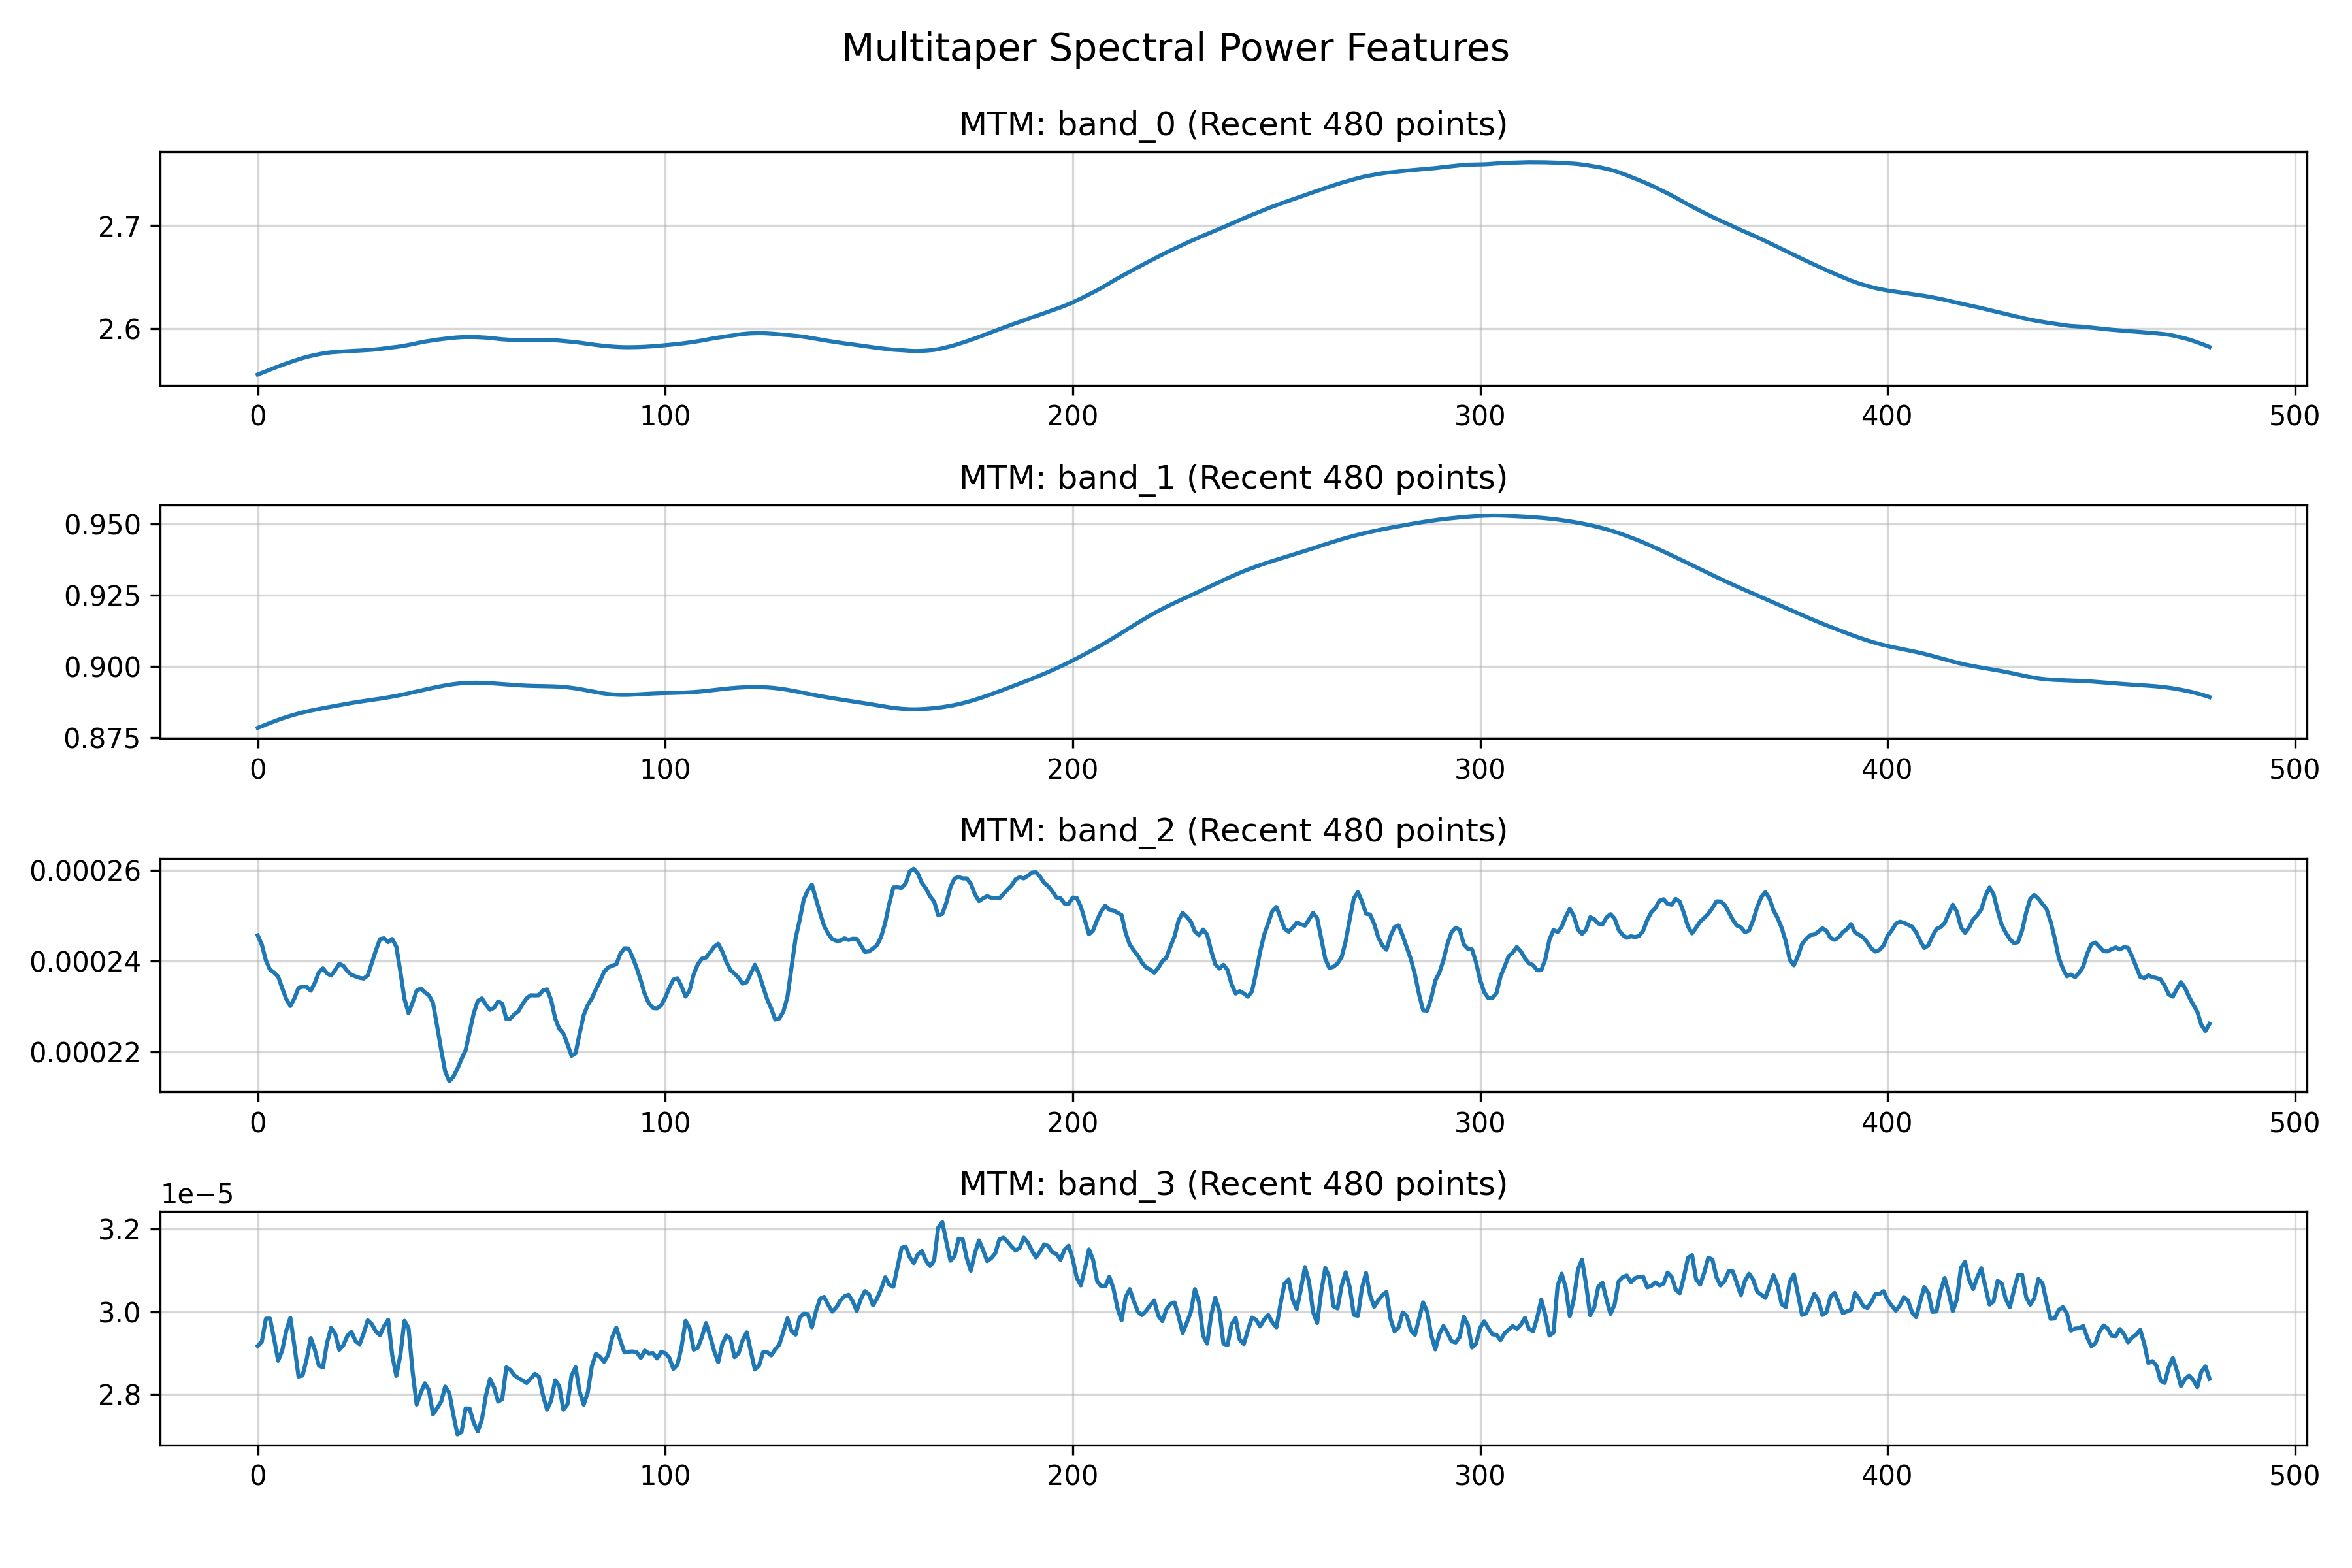 Multitaper Spectral Power Features
MTM: band_0 (Recent 480 points)
2.7
2.6
0 100 200 300 400 500
MTM: band_1 (Recent 480 points)
0.950
0.925
0.900
0.875
0 100 200 300 400 500
MTM: band_2 (Recent 480 points)
0.00026
0.00024
0.00022
0 100 200 300 400 500
MTM: band_3 (Recent 480 points)
1e−5
3.2
3.0
2.8
0 100 200 300 400 500